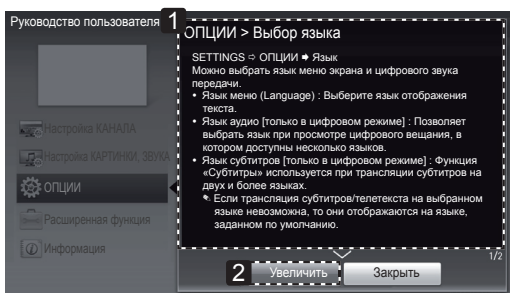 Руководство пользователя
1
ОПЦИИ > Выбор языка
SETTINGS ⇨ ОПЦИИ ➡ Язык
Можно выбрать язык меню экрана и цифрового звука
передачи.
• Язык меню (Language) : Выберите язык отображения
текста.
• Язык аудио [только в цифровом режиме] : Позволяет
выбрать язык при просмотре цифрового вещания, в
котором доступны несколько языков.
• Язык субтитров [только в цифровом режиме] : Функция
«Субтитры» используется при трансляции субтитров на
двух и более языках.
✎ Если трансляция субтитров/телетекста на выбранном
языке невозможна, то они отображаются на языке,
заданном по умолчанию.
Настройка КАНАЛА
Настройка КАРТИНКИ, ЗВУКА
ОПЦИИ
Расширенная функция
Информация
1/2
2
Увеличить
Закрыть